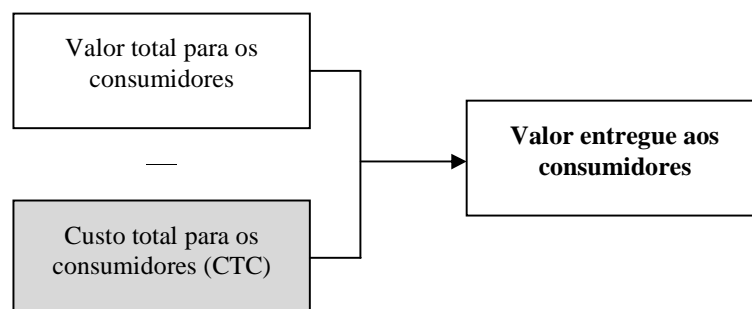 Valor total para os
consumidores
—
Custo total para os
consumidores (CTC)
Valor entregue aos
consumidores